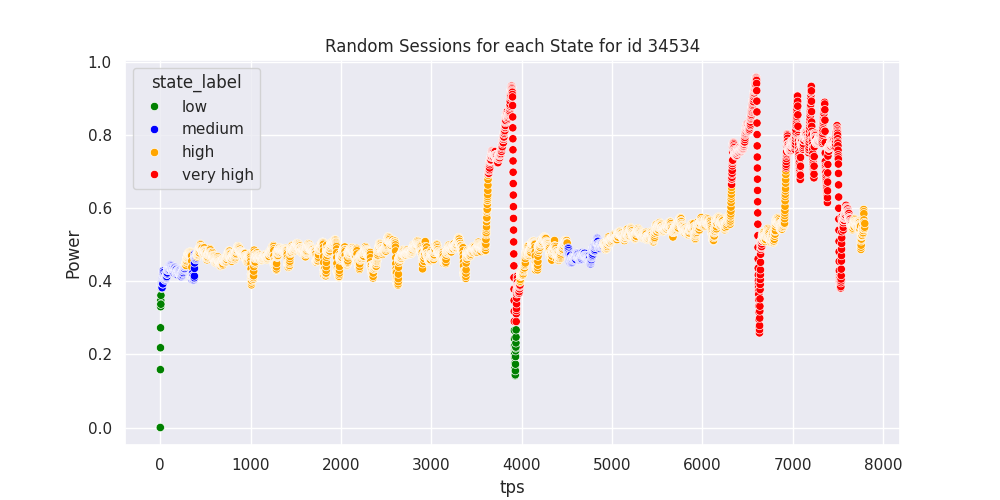 Random Sessions for each State for id 34534
1.0
0.8
0.6
0.4
0.2
0.0
Power
state_label
low
medium
high
very high
0 1000 2000 3000 4000 5000 6000 7000 8000
tps